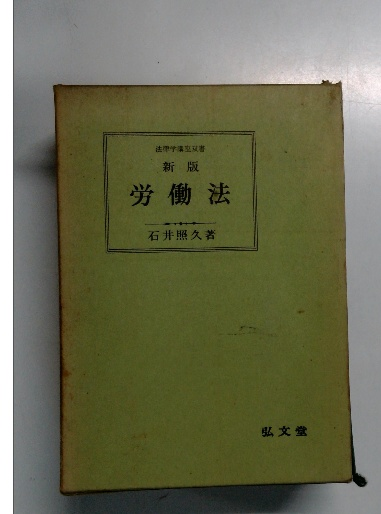 法律学講座双書
新版
労働法
石井照久著
弘文堂